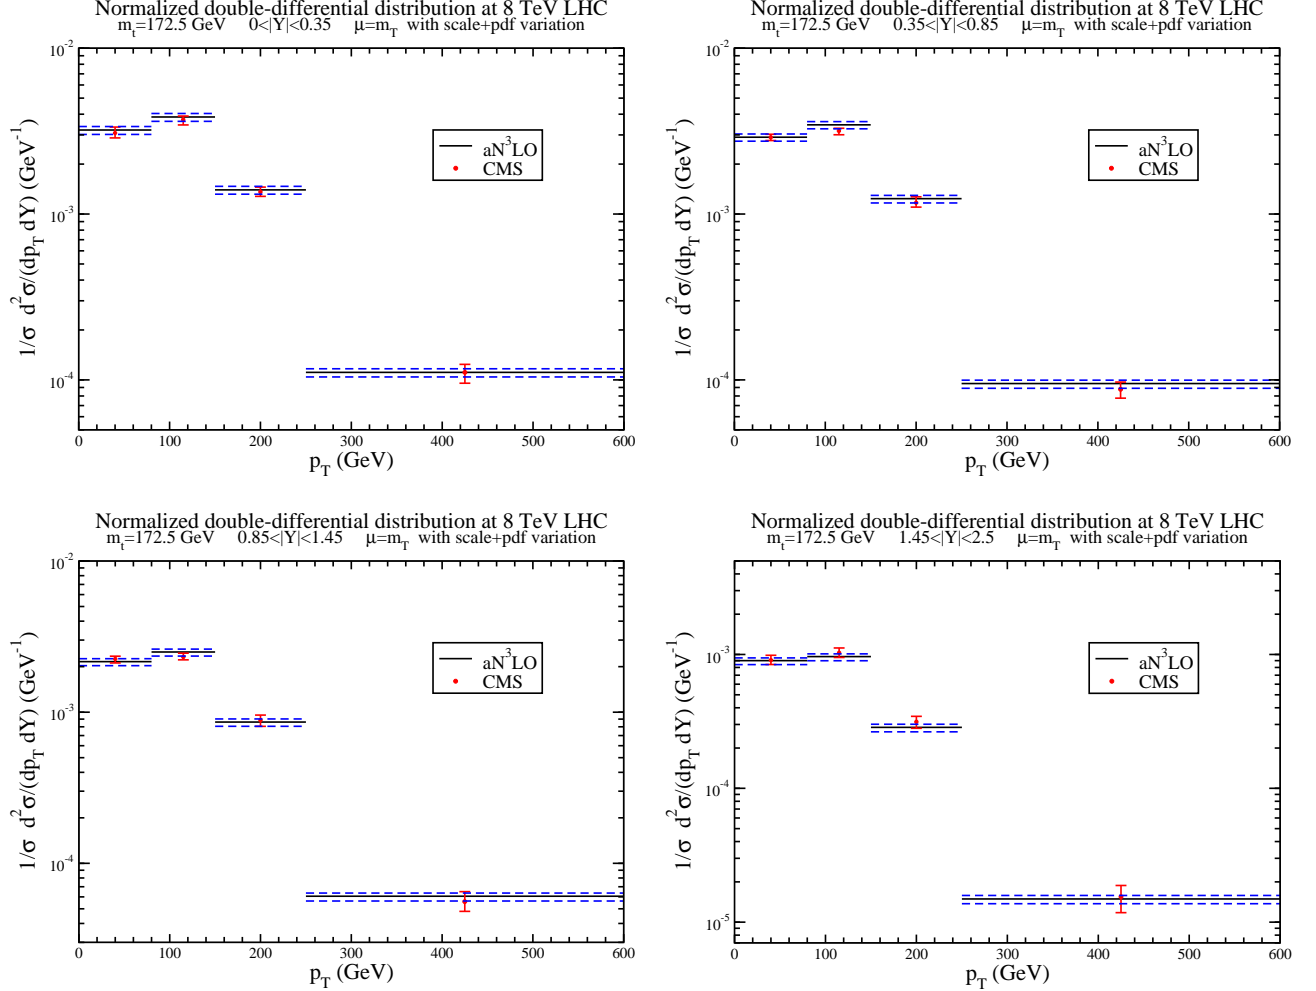 Normalized double-differential distribution at 8 TeV LHC
m_t=172.5 GeV 0<|Y|<0.35 μ=m_T with scale+pdf variation
10^-2
10^-3
10^-4
1/σ d^2σ/(dp_T dY) (GeV^-1)
aN^3LO
CMS
0 100 200 300 400 500 600
p_T (GeV)
Normalized double-differential distribution at 8 TeV LHC
m_t=172.5 GeV 0.35<|Y|<0.85 μ=m_T with scale+pdf variation
10^-2
10^-3
10^-4
1/σ d^2σ/(dp_T dY) (GeV^-1)
aN^3LO
CMS
0 100 200 300 400 500 600
p_T (GeV)
Normalized double-differential distribution at 8 TeV LHC
m_t=172.5 GeV 0.85<|Y|<1.45 μ=m_T with scale+pdf variation
10^-2
10^-3
10^-4
1/σ d^2σ/(dp_T dY) (GeV^-1)
aN^3LO
CMS
0 100 200 300 400 500 600
p_T (GeV)
Normalized double-differential distribution at 8 TeV LHC
m_t=172.5 GeV 1.45<|Y|<2.5 μ=m_T with scale+pdf variation
10^-3
10^-4
10^-5
1/σ d^2σ/(dp_T dY) (GeV^-1)
aN^3LO
CMS
0 100 200 300 400 500 600
p_T (GeV)